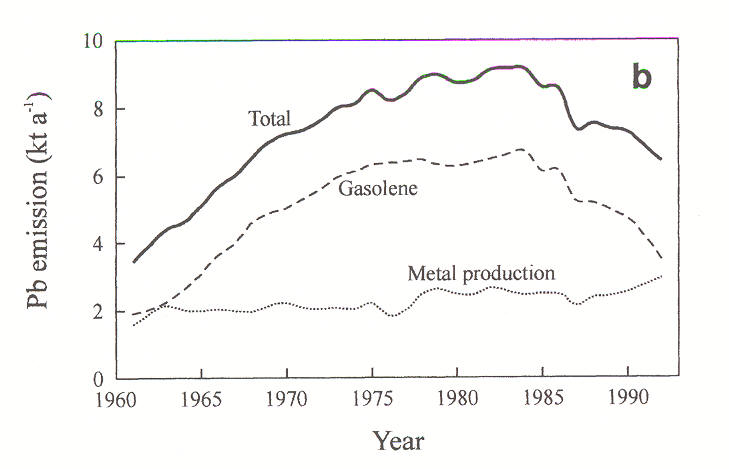 10
8
6
4
2
0
Pb emission (kt a⁻¹)
b
Total
Gasolene
Metal production
1960 1965 1970 1975 1980 1985 1990
Year